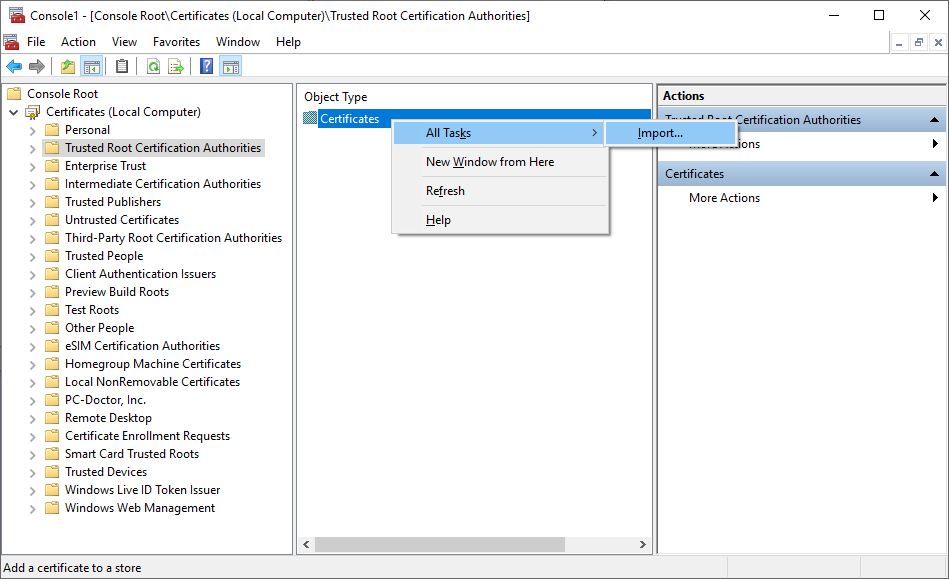 Console1 - [Console Root\Certificates (Local Computer)\Trusted Root Certification Authorities]
File Action View Favorites Window Help
Console Root
Certificates (Local Computer)
Personal
Trusted Root Certification Authorities
Enterprise Trust
Intermediate Certification Authorities
Trusted Publishers
Untrusted Certificates
Third-Party Root Certification Authorities
Trusted People
Client Authentication Issuers
Preview Build Roots
Test Roots
Other People
eSIM Certification Authorities
Homegroup Machine Certificates
Local NonRemovable Certificates
PC-Doctor, Inc.
Remote Desktop
Certificate Enrollment Requests
Smart Card Trusted Roots
Trusted Devices
Windows Live ID Token Issuer
Windows Web Management
Object Type
Certificates
All Tasks
New Window from Here
Refresh
Help
Import...
Actions
Trusted Root Certification Authorities
More Actions
Certificates
More Actions
Add a certificate to a store